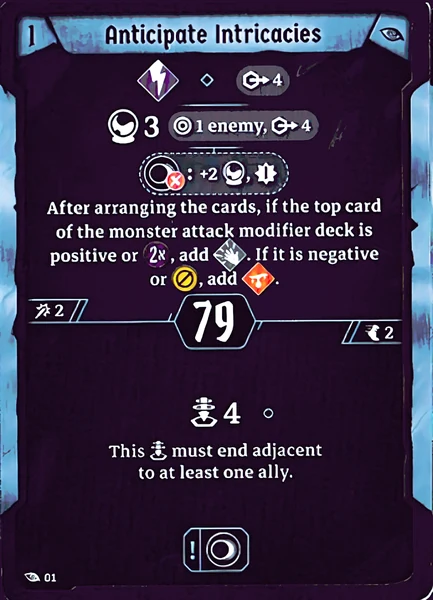 1 Anticipate Intricacies
4
3 1 enemy, 4
: +2 ,
After arranging the cards, if the top card
of the monster attack modifier deck is
positive or 2x, add . If it is negative
or , add .
2 79 2
4
This must end adjacent
to at least one ally.
!
01